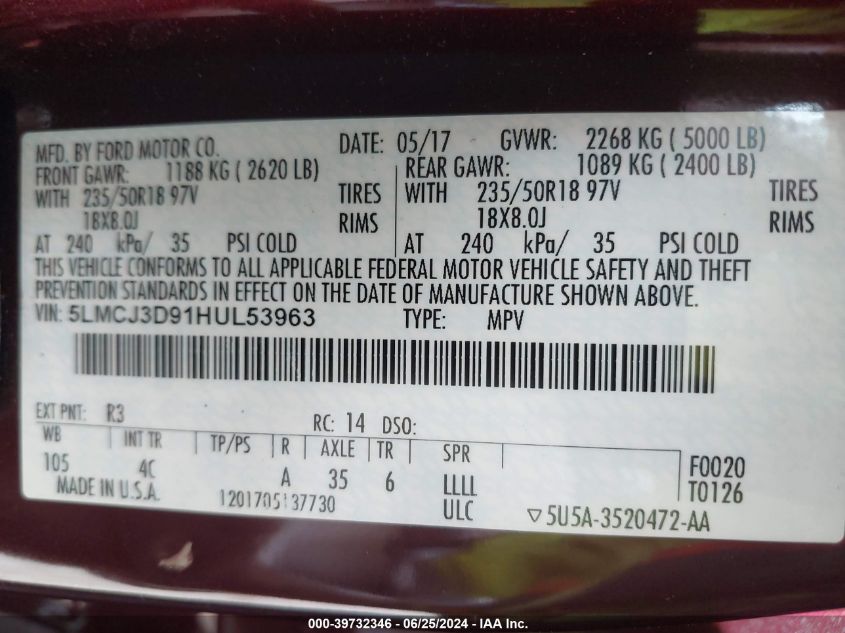 MFD. BY FORD MOTOR CO. DATE: 05/17 GVWR: 2268 KG ( 5000 LB)
FRONT GAWR: 1188 KG ( 2620 LB) REAR GAWR: 1089 KG ( 2400 LB)
WITH 235/50R18 97V TIRES WITH 235/50R18 97V TIRES
18X8.0J RIMS 18X8.0J RIMS
AT 240 kPa/ 35 PSI COLD AT 240 kPa/ 35 PSI COLD
THIS VEHICLE CONFORMS TO ALL APPLICABLE FEDERAL MOTOR VEHICLE SAFETY AND THEFT
PREVENTION STANDARDS IN EFFECT ON THE DATE OF MANUFACTURE SHOWN ABOVE.
VIN: 5LMCJ3D91HUL53963 TYPE: MPV
EXT PNT: R3 RC: 14 DSO:
WB INT TR TP/PS R AXLE TR SPR
105 4C A 35 6 LLLL F0020
MADE IN U.S.A. 1201705137730 ULC T0126
▽5U5A-3520472-AA
000-39732346 - 06/25/2024 - IAA Inc.